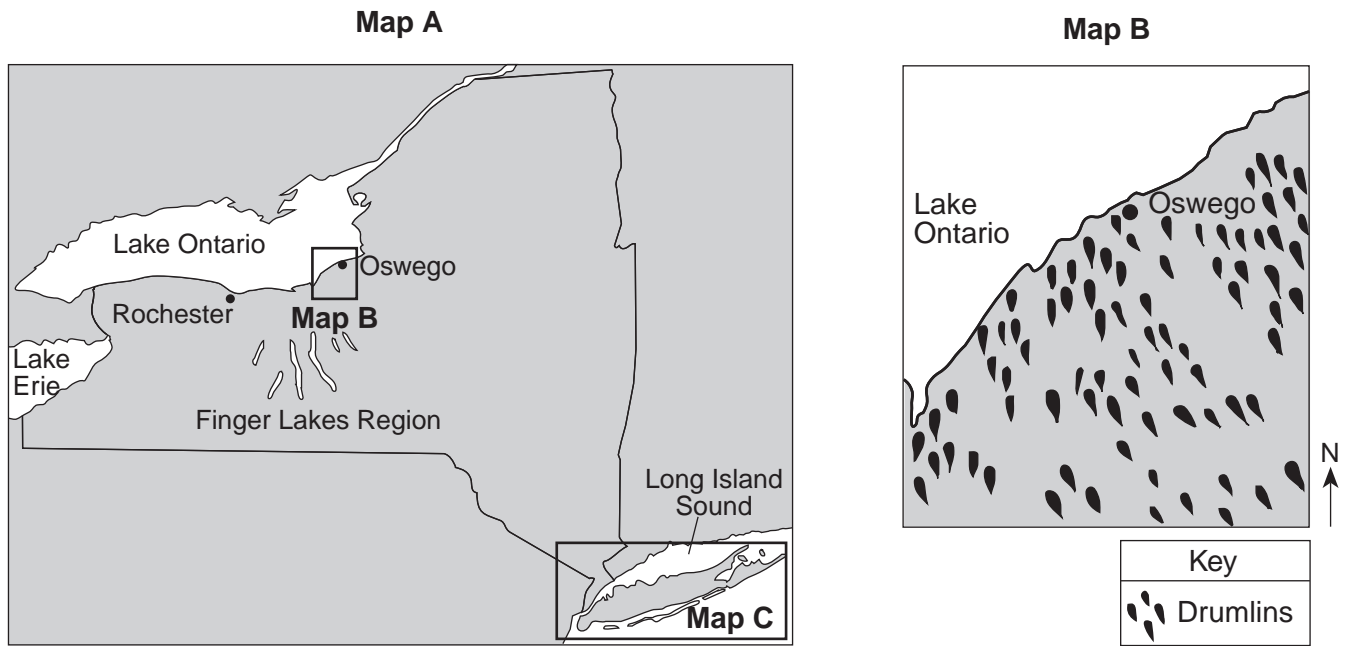 Map A
Lake Ontario
Oswego
Rochester
Map B
Lake
Erie
Finger Lakes Region
Long Island
Sound
Map C
Map B
Lake
Ontario
Oswego
N
Key
Drumlins